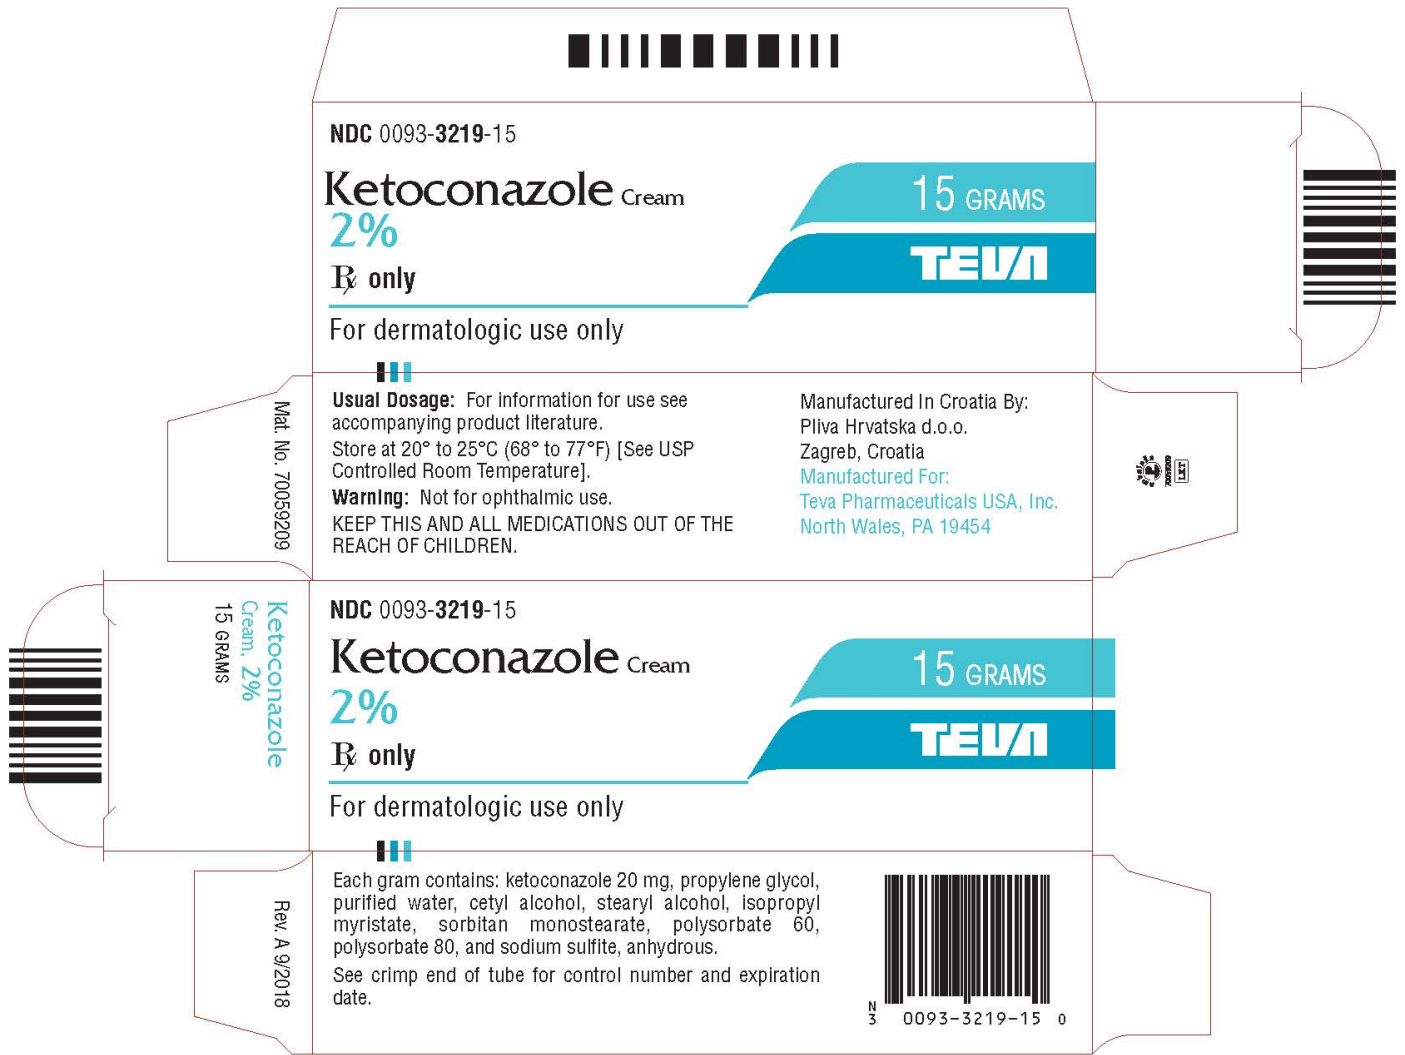 NDC 0093-3219-15
Ketoconazole Cream
2%
℞ only
For dermatologic use only
15 GRAMS
TEVA
Mat. No. 70059209
Usual Dosage: For information for use see
accompanying product literature.
Store at 20° to 25°C (68° to 77°F) [See USP
Controlled Room Temperature].
Warning: Not for ophthalmic use.
KEEP THIS AND ALL MEDICATIONS OUT OF THE
REACH OF CHILDREN.
Manufactured In Croatia By:
Pliva Hrvatska d.o.o.
Zagreb, Croatia
Manufactured For:
Teva Pharmaceuticals USA, Inc.
North Wales, PA 19454
70059209
LKT
Ketoconazole
Cream, 2%
15 GRAMS
NDC 0093-3219-15
Ketoconazole Cream
2%
℞ only
For dermatologic use only
15 GRAMS
TEVA
Rev. A 9/2018
Each gram contains: ketoconazole 20 mg, propylene glycol,
purified water, cetyl alcohol, stearyl alcohol, isopropyl
myristate, sorbitan monostearate, polysorbate 60,
polysorbate 80, and sodium sulfite, anhydrous.
See crimp end of tube for control number and expiration
date.
N
3 0093-3219-15 0